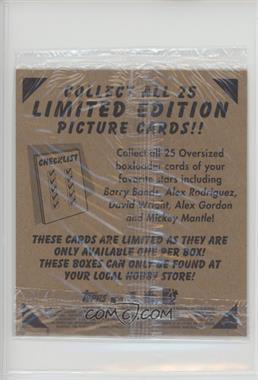 COLLECT ALL 25
LIMITED EDITION
PICTURE CARDS!!
CHECKLIST
Collect all 25 Oversized
boxloader cards of your
favorite stars including
Barry Bonds, Alex Rodriguez,
David Wright, Alex Gordon
and Mickey Mantle!
THESE CARDS ARE LIMITED AS THEY ARE
ONLY AVAILABLE ONE PER BOX!
THESE BOXES CAN ONLY BE FOUND AT
YOUR LOCAL HOBBY STORE!
TOPPS
COMC